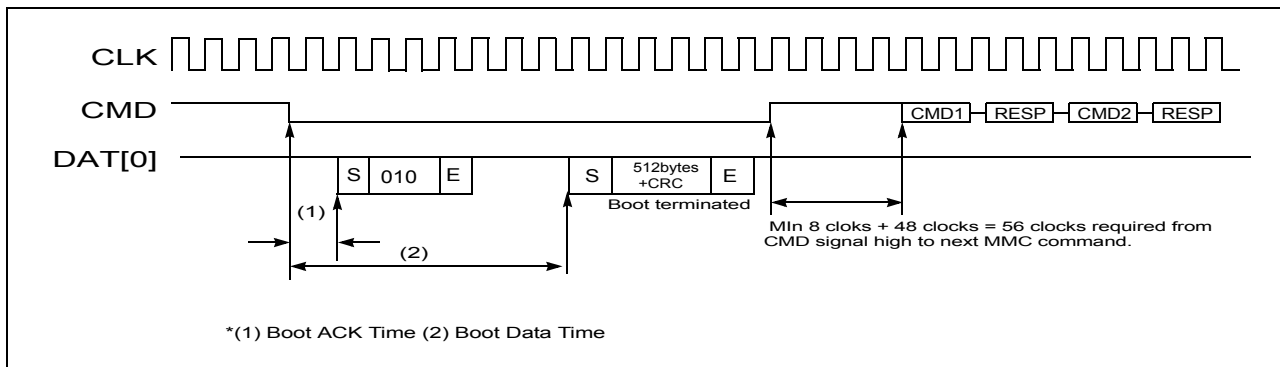 CLK
CMD
CMD1 RESP CMD2 RESP
DAT[0]
S 010 E
S 512bytes +CRC E
Boot terminated
(1)
(2)
MIn 8 cloks + 48 clocks = 56 clocks required from
CMD signal high to next MMC command.
*(1) Boot ACK Time (2) Boot Data Time